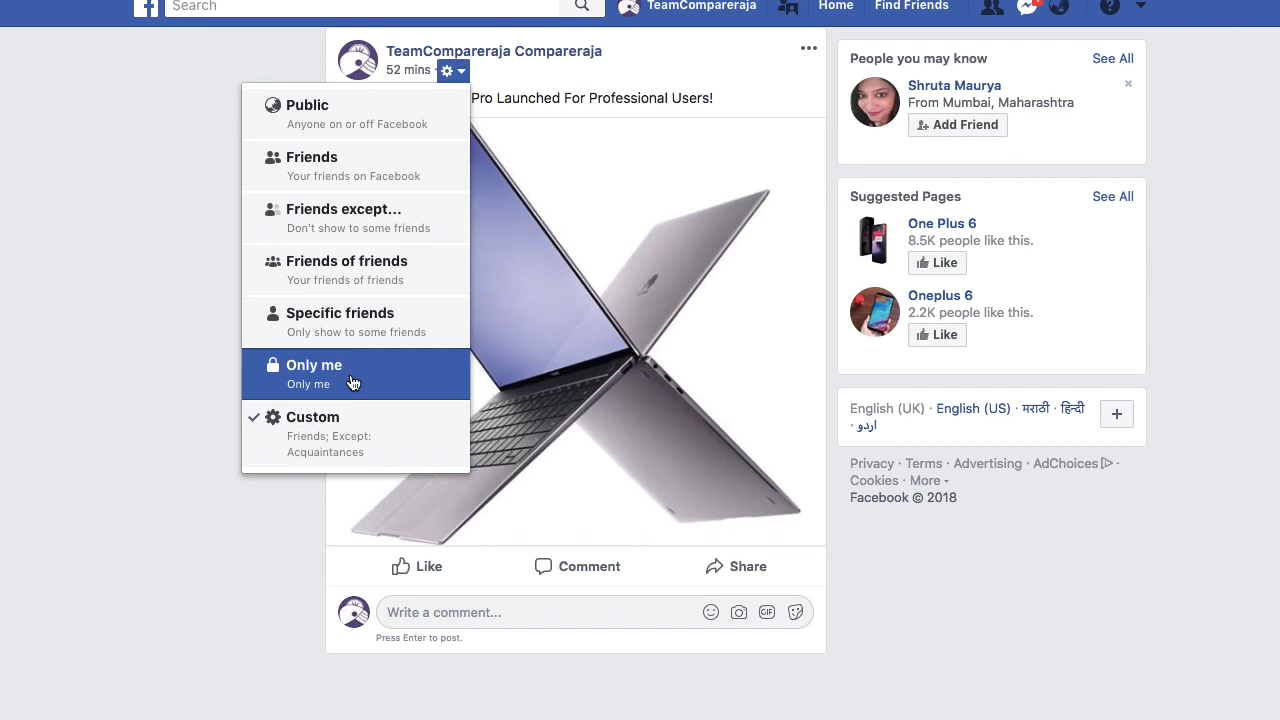 Search
TeamCompareraja
Home
Find Friends
TeamCompareraja Compareraja
52 mins ·
Pro Launched For Professional Users!
Public
Anyone on or off Facebook
Friends
Your friends on Facebook
Friends except...
Don't show to some friends
Friends of friends
Your friends of friends
Specific friends
Only show to some friends
Only me
Only me
Custom
Friends; Except:
Acquaintances
Like
Comment
Share
Write a comment...
GIF
Press Enter to post.
People you may know
See All
Shruta Maurya
From Mumbai, Maharashtra
Add Friend
Suggested Pages
See All
One Plus 6
8.5K people like this.
Like
Oneplus 6
2.2K people like this.
Like
English (UK) · English (US) · मराठी · हिन्दी
· اردو
Privacy · Terms · Advertising · AdChoices ·
Cookies · More
Facebook © 2018